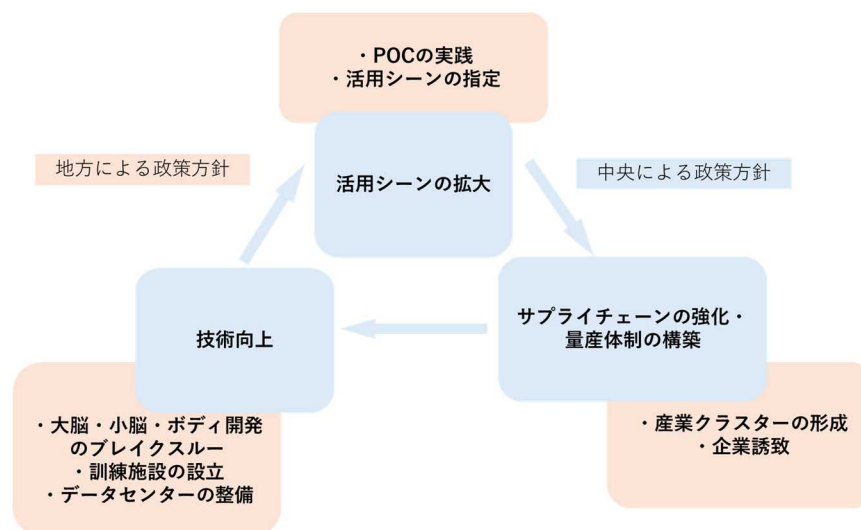 ・POCの実践
・活用シーンの指定
地方による政策方針
活用シーンの拡大
中央による政策方針
技術向上
サプライチェーンの強化・
量産体制の構築
・大脳・小脳・ボディ開発
のブレイクスルー
・訓練施設の設立
・データセンターの整備
・産業クラスターの形成
・企業誘致